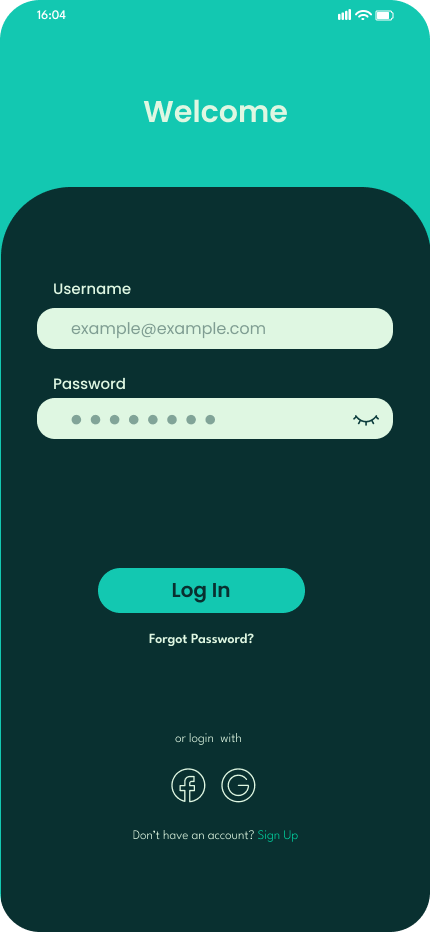 16:04
Welcome
Username
example@example.com
Password
Log In
Forgot Password?
or login with
Don't have an account? Sign Up